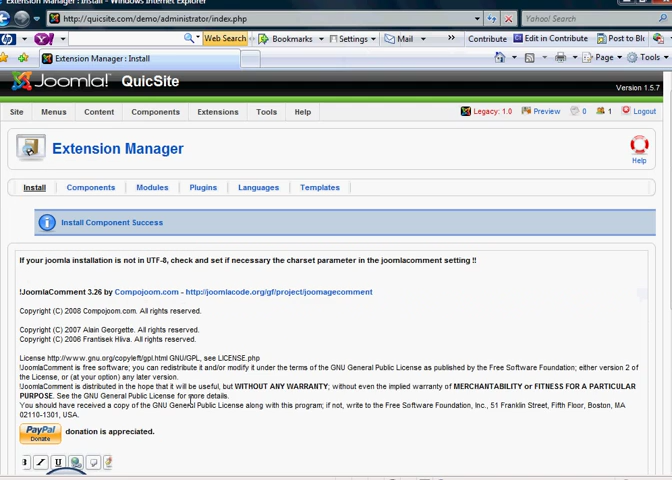 Extension Manager : Install - Windows Internet Explorer
http://quicsite.com/demo/administrator/index.php
Yahoo! Search
hp
Y!
Web Search
Bookmarks
Settings
Mail
Contribute
Edit in Contribute
Post to Blo
Extension Manager : Install
Page
Tools
Joomla! QuicSite
Version 1.5.7
Site
Menus
Content
Components
Extensions
Tools
Help
Legacy: 1.0
Preview
0
1
Logout
Extension Manager
Help
Install
Components
Modules
Plugins
Languages
Templates
Install Component Success
If your joomla installation is not in UTF-8, check and set if necessary the charset parameter in the joomlacomment setting !!
!JoomlaComment 3.26 by Compojoom.com - http://joomlacode.org/gf/project/joomagecomment
Copyright (C) 2008 Compojoom.com. All rights reserved.
Copyright (C) 2007 Alain Georgette. All rights reserved.
Copyright (C) 2006 Frantisek Hliva. All rights reserved.
License http://www.gnu.org/copyleft/gpl.html GNU/GPL, see LICENSE.php
!JoomlaComment is free software; you can redistribute it and/or modify it under the terms of the GNU General Public License as published by the Free Software Foundation; either version 2 of
the License, or (at your option) any later version.
!JoomlaComment is distributed in the hope that it will be useful, but WITHOUT ANY WARRANTY; without even the implied warranty of MERCHANTABILITY or FITNESS FOR A PARTICULAR
PURPOSE. See the GNU General Public License for more details.
You should have received a copy of the GNU General Public License along with this program; if not, write to the Free Software Foundation, Inc., 51 Franklin Street, Fifth Floor, Boston, MA
02110-1301, USA.
PayPal
Donate
donation is appreciated.
B I U